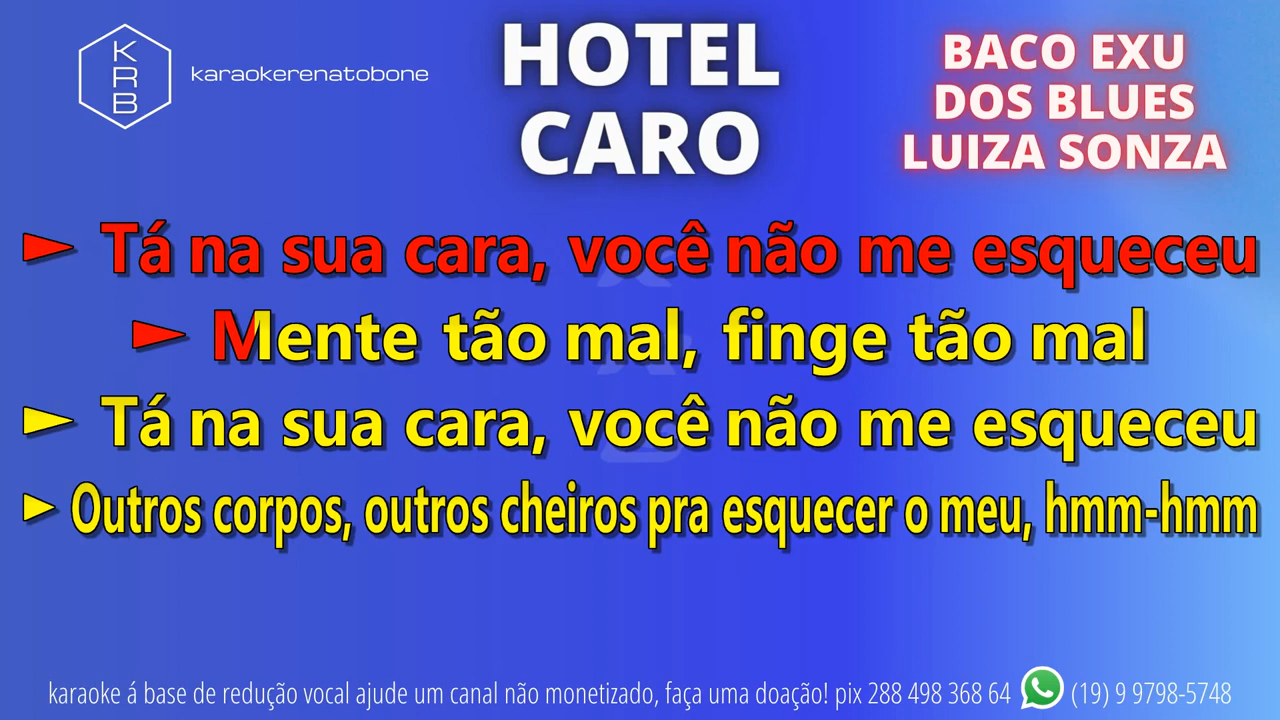 KRB
karaokerenatobone
HOTEL
CARO
BACO EXU
DOS BLUES
LUIZA SONZA
► Tá na sua cara, você não me esqueceu
► Mente tão mal, finge tão mal
► Tá na sua cara, você não me esqueceu
► Outros corpos, outros cheiros pra esquecer o meu, hmm-hmm
karaoke á base de redução vocal ajude um canal não monetizado, faça uma doação! pix 288 498 368 64 (19) 9 9798-5748